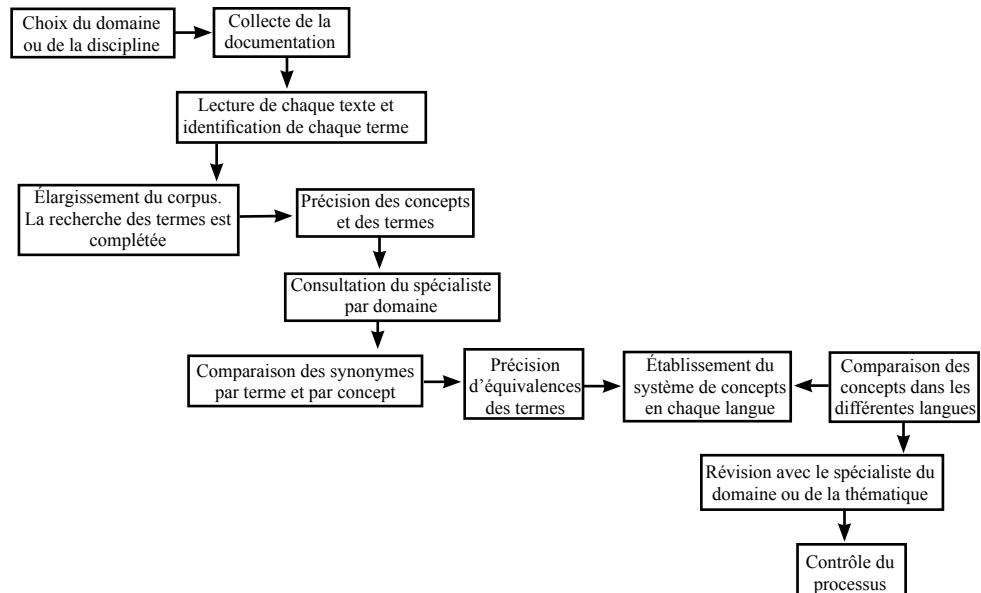 Choix du domaine
ou de la discipline
Collecte de la
documentation
Lecture de chaque texte et
identification de chaque terme
Élargissement du corpus.
La recherche des termes est
complétée
Précision des concepts
et des termes
Consultation du spécialiste
par domaine
Comparaison des synonymes
par terme et par concept
Précision
d’équivalences
des termes
Établissement du
système de concepts
en chaque langue
Comparaison des
concepts dans les
différentes langues
Révision avec le spécialiste du
domaine ou de la thématique
Contrôle du
processus